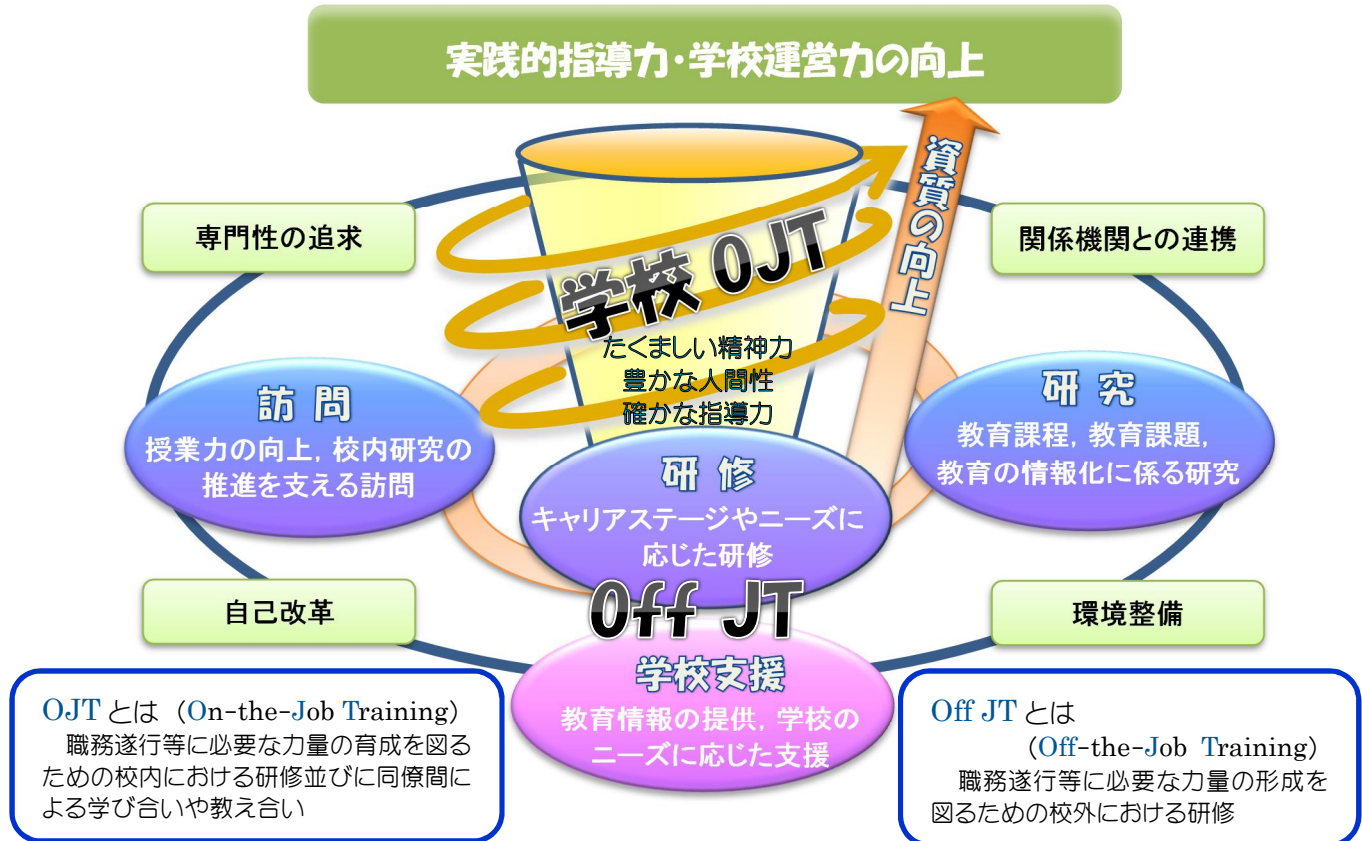 実践的指導力・学校運営力の向上
資質の向上
専門性の追求
関係機関との連携
学校 OJT
たくましい精神力
豊かな人間性
確かな指導力
訪問
授業力の向上，校内研究の
推進を支える訪問
研究
教育課程，教育課題，
教育の情報化に係る研究
研修
キャリアステージやニーズに
応じた研修
自己改革
環境整備
Off JT
学校支援
教育情報の提供，学校の
ニーズに応じた支援
OJT とは （On-the-Job Training）
職務遂行等に必要な力量の育成を図る
ための校内における研修並びに同僚間に
よる学び合いや教え合い
Off JT とは
（Off-the-Job Training）
職務遂行等に必要な力量の形成を
図るための校外における研修